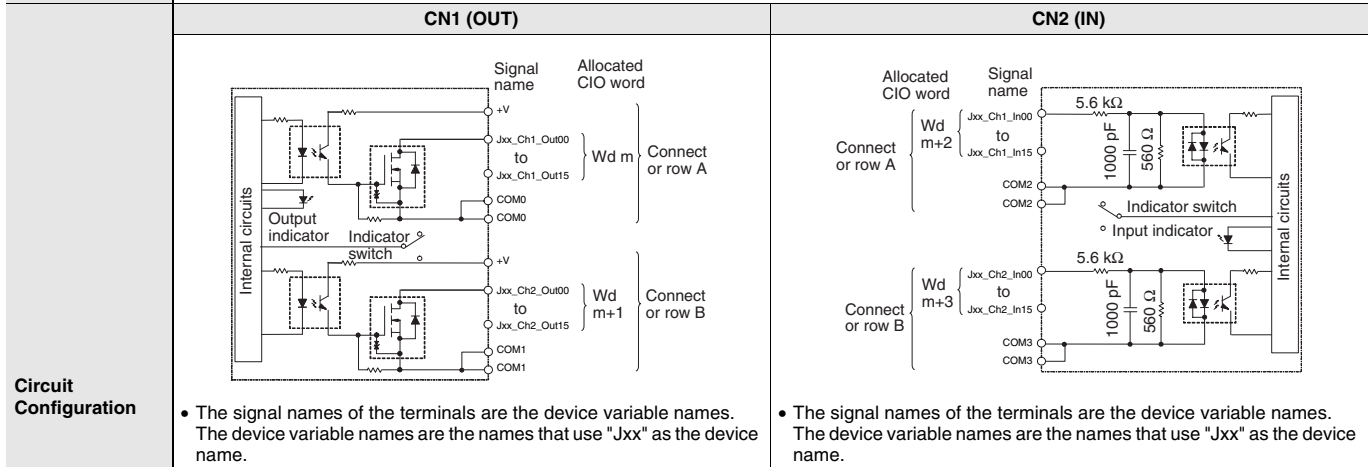 CN1 (OUT)
CN2 (IN)
Circuit
Configuration
Signal
name
Allocated
CIO word
+V
Jxx_Ch1_Out00
to
Jxx_Ch1_Out15
Wd m
Connect
or row A
COM0
COM0
Internal circuits
Output
indicator
Indicator
switch
+V
Jxx_Ch2_Out00
to
Jxx_Ch2_Out15
Wd
m+1
Connect
or row B
COM1
COM1
• The signal names of the terminals are the device variable names.
The device variable names are the names that use "Jxx" as the device
name.
Allocated
CIO word
Signal
name
Connect
or row A
Wd
m+2
Jxx_Ch1_In00
to
Jxx_Ch1_In15
COM2
COM2
5.6 kΩ
1000 pF
560 Ω
Indicator switch
Input indicator
Internal circuits
Connect
or row B
Wd
m+3
Jxx_Ch2_In00
to
Jxx_Ch2_In15
COM3
COM3
5.6 kΩ
1000 pF
560 Ω
• The signal names of the terminals are the device variable names.
The device variable names are the names that use "Jxx" as the device
name.